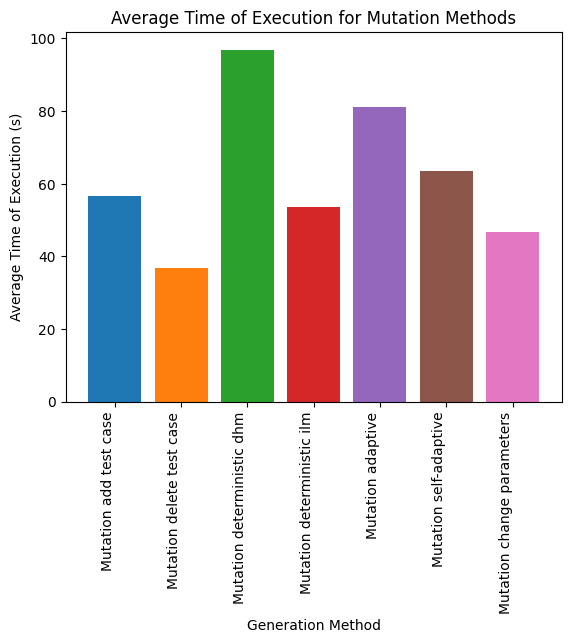 Average Time of Execution for Mutation Methods
Average Time of Execution (s)
100
80
60
40
20
0
Mutation add test case
Mutation delete test case
Mutation deterministic dhm
Mutation deterministic ilm
Mutation adaptive
Mutation self-adaptive
Mutation change parameters
Generation Method